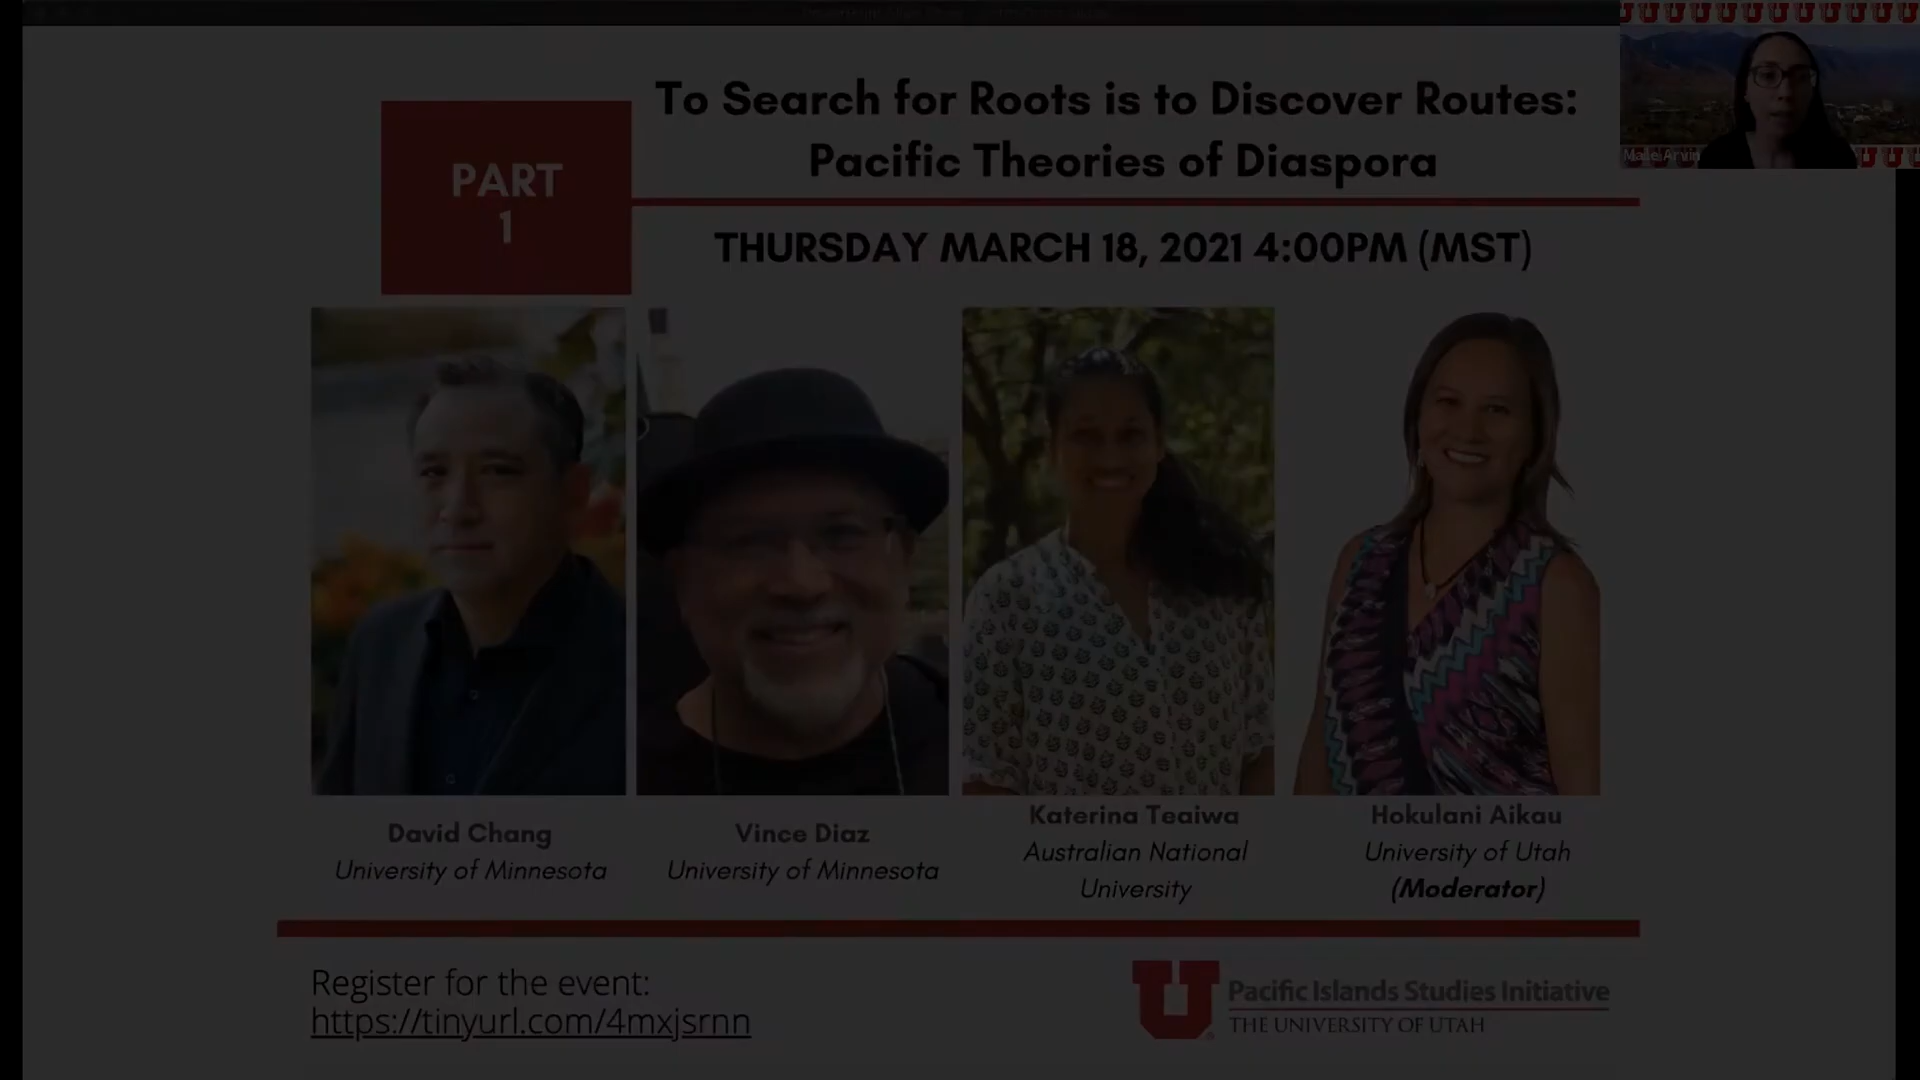 To Search for Roots is to Discover Routes:
Pacific Theories of Diaspora
PART
1
THURSDAY MARCH 18, 2021 4:00PM (MST)
David Chang
University of Minnesota
Vince Diaz
University of Minnesota
Katerina Teaiwa
Australian National
University
Hokulani Aikau
University of Utah
(Moderator)
Register for the event:
https://tinyurl.com/4mxjsrnn
Pacific Islands Studies Initiative
THE UNIVERSITY OF UTAH
Maile Arvin